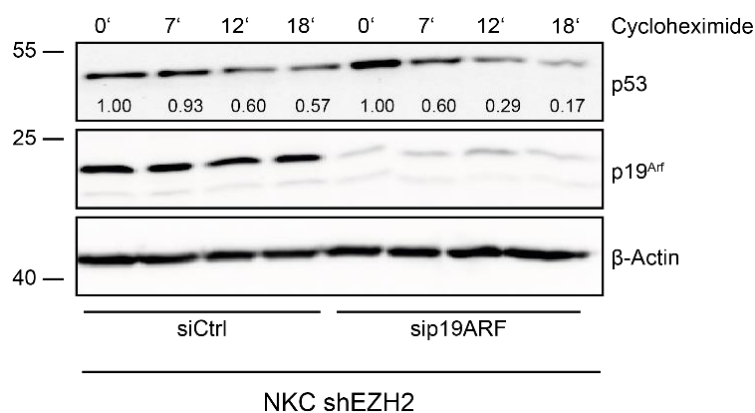 0‘ 7‘ 12‘ 18‘ 0‘ 7‘ 12‘ 18‘ Cycloheximide
55
p53
1.00 0.93 0.60 0.57 1.00 0.60 0.29 0.17
25
p19Arf
β-Actin
40
siCtrl sip19ARF
NKC shEZH2